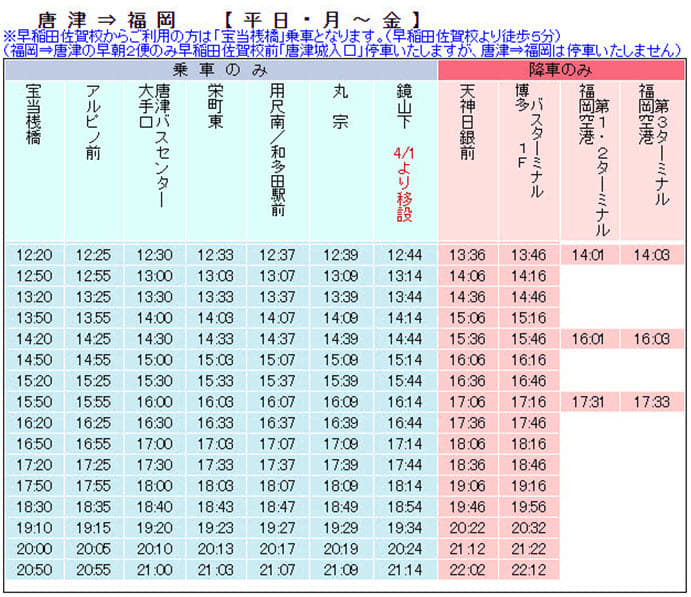 唐津⇒福岡 【平日・月～金】
※早稲田佐賀校からご利用の方は「宝当桟橋」乗車となります。(早稲田佐賀校より徒歩5分)
(福岡⇒唐津の早朝2便のみ早稲田佐賀校前「唐津城入口」停車いたしますが、唐津⇒福岡は停車いたしません)
乗車のみ 降車のみ
宝当桟橋
アルピノ前
唐津バスセンター
大手口
栄町東
用尺南/和多田駅前
丸宗
鏡山下 4/1より移設
天神日銀前
バスターミナル
博多 1F
第1・2ターミナル
福岡空港
第3ターミナル
福岡空港
12:20 12:25 12:30 12:33 12:37 12:39 12:44 13:36 13:46 14:01 14:03
12:50 12:55 13:00 13:03 13:07 13:09 13:14 14:06 14:16
13:20 13:25 13:30 13:33 13:37 13:39 13:44 14:36 14:46
13:50 13:55 14:00 14:03 14:07 14:09 14:14 15:06 15:16
14:20 14:25 14:30 14:33 14:37 14:39 14:44 15:36 15:46 16:01 16:03
14:50 14:55 15:00 15:03 15:07 15:09 15:14 16:06 16:16
15:20 15:25 15:30 15:33 15:37 15:39 15:44 16:36 16:46
15:50 15:55 16:00 16:03 16:07 16:09 16:14 17:06 17:16 17:31 17:33
16:20 16:25 16:30 16:33 16:37 16:39 16:44 17:36 17:46
16:50 16:55 17:00 17:03 17:07 17:09 17:14 18:06 18:16
17:20 17:25 17:30 17:33 17:37 17:39 17:44 18:36 18:46
17:50 17:55 18:00 18:03 18:07 18:09 18:14 19:06 19:16
18:30 18:35 18:40 18:43 18:47 18:49 18:54 19:46 19:56
19:10 19:15 19:20 19:23 19:27 19:29 19:34 20:22 20:32
20:00 20:05 20:10 20:13 20:17 20:19 20:24 21:12 21:22
20:50 20:55 21:00 21:03 21:07 21:09 21:14 22:02 22:12